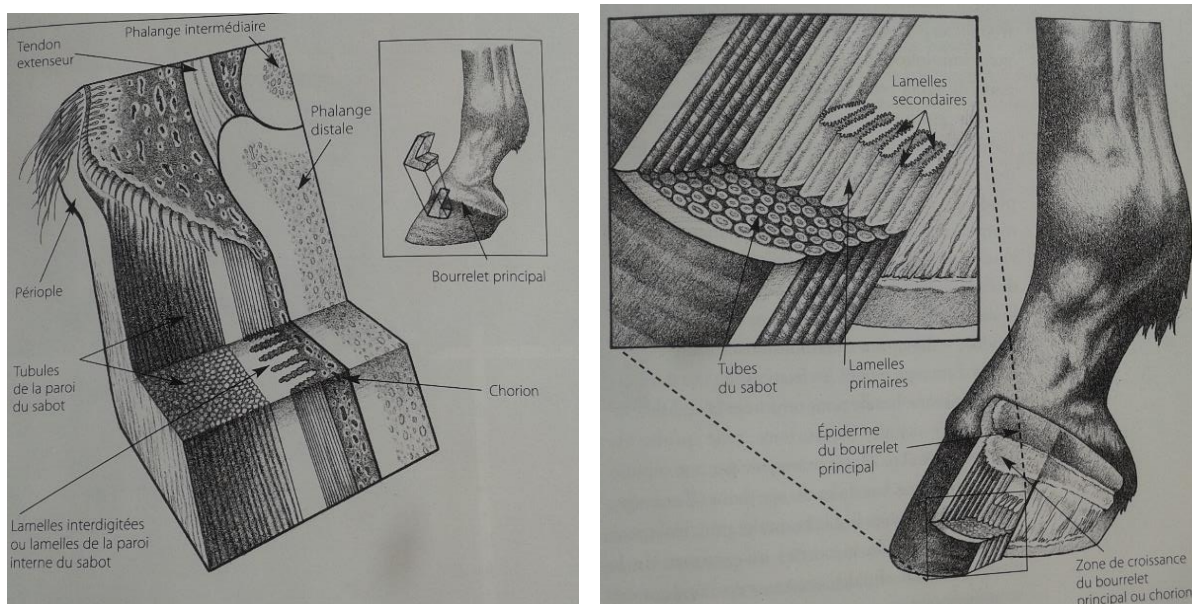 Phalange intermédiaire
Tendon
extenseur
Phalange
distale
Bourrelet principal
Périople
Tubules
de la paroi
du sabot
Chorion
Lamelles interdigitées
ou lamelles de la paroi
interne du sabot
Lamelles
secondaires
Tubes
du sabot
Lamelles
primaires
Épiderme
du bourrelet
principal
Zone de croissance
du bourrelet
principal ou chorion